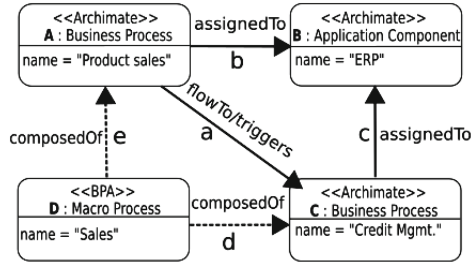 <<Archimate>>
A : Business Process
name = "Product sales"
assignedTo
b
<<Archimate>>
B : Application Component
name = "ERP"
flowTo/triggers
a
composedOf e
c assignedTo
<<BPA>>
D : Macro Process
name = "Sales"
composedOf
d
<<Archimate>>
C : Business Process
name = "Credit Mgmt."